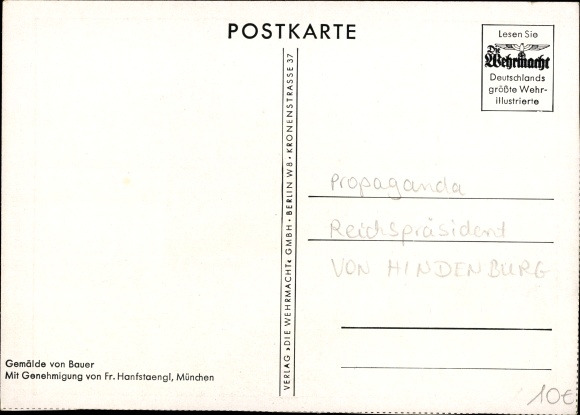 POSTKARTE
Lesen Sie
Die
Wehrmacht
Deutschlands
größte Wehr-
illustrierte
VERLAG »DIE WEHRMACHT« GMBH • BERLIN W8 • KRONENSTRASSE 37
Propaganda
Reichspräsident
VON HINDENBURG
Gemälde von Bauer
Mit Genehmigung von Fr. Hanfstaengl, München
10€